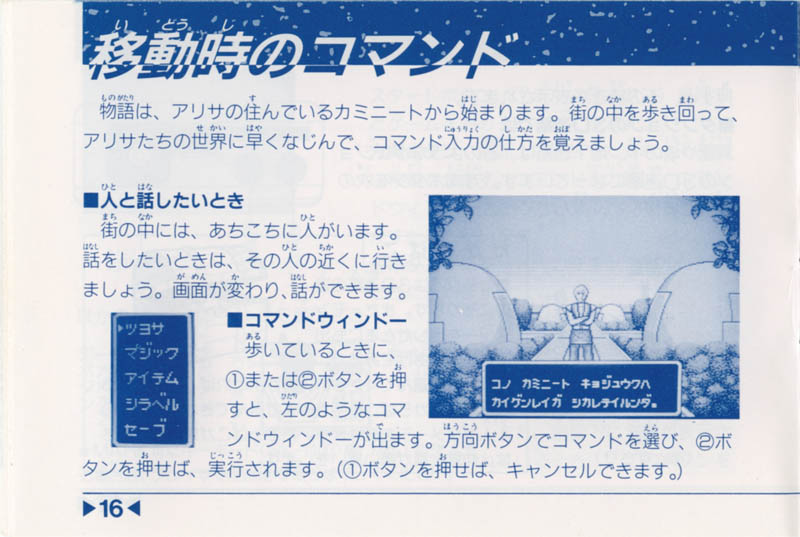 移動時のコマンド
物語は、アリサの住んでいるカミニートから始まります。街の中を歩き回って、
アリサたちの世界に早くなじんで、コマンド入力の仕方を覚えましょう。
■人と話したいとき
街の中には、あちこちに人がいます。
話をしたいときは、その人の近くに行き
ましょう。画面が変わり、話ができます。
コノ カミニート キョジュウクハ
カイゲンレイガ シカレテイルンダ。
ツヨサ
マジック
アイテム
シラベル
セーブ
■コマンドウィンドー
歩いているときに、
①または②ボタンを押
すと、左のようなコマ
ンドウィンドーが出ます。方向ボタンでコマンドを選び、②ボ
タンを押せば、実行されます。(①ボタンを押せば、キャンセルできます。)
▶16◀